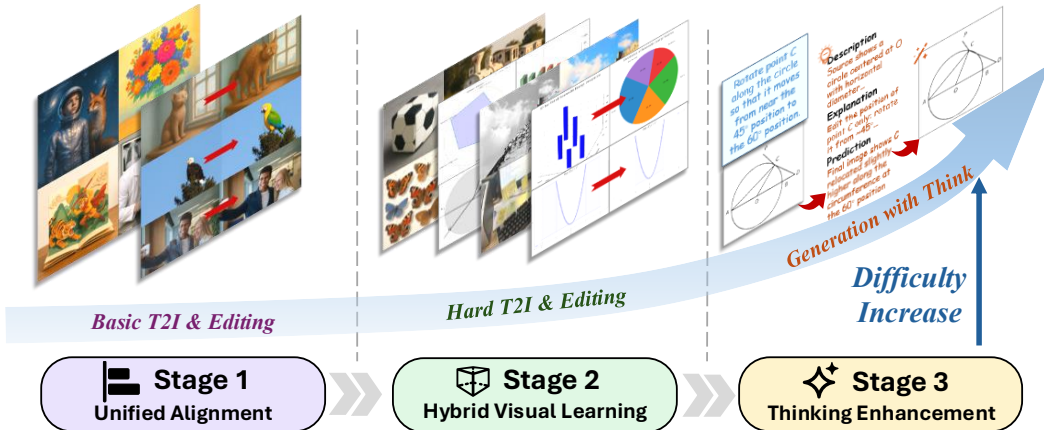 Rotate point C
along the circle
so that it moves
from near the
45° position to
the 60° position.
Description
Source shows a
circle centered at O
with horizontal
diameter...
Explanation
Edit the position of
point C only: rotate
it from ~45°...
Prediction
Final image shows C
relocated slightly
higher along the
circumference at
the 60° position
Basic T2I & Editing
Hard T2I & Editing
Generation with Think
Difficulty
Increase
Stage 1
Unified Alignment
Stage 2
Hybrid Visual Learning
Stage 3
Thinking Enhancement